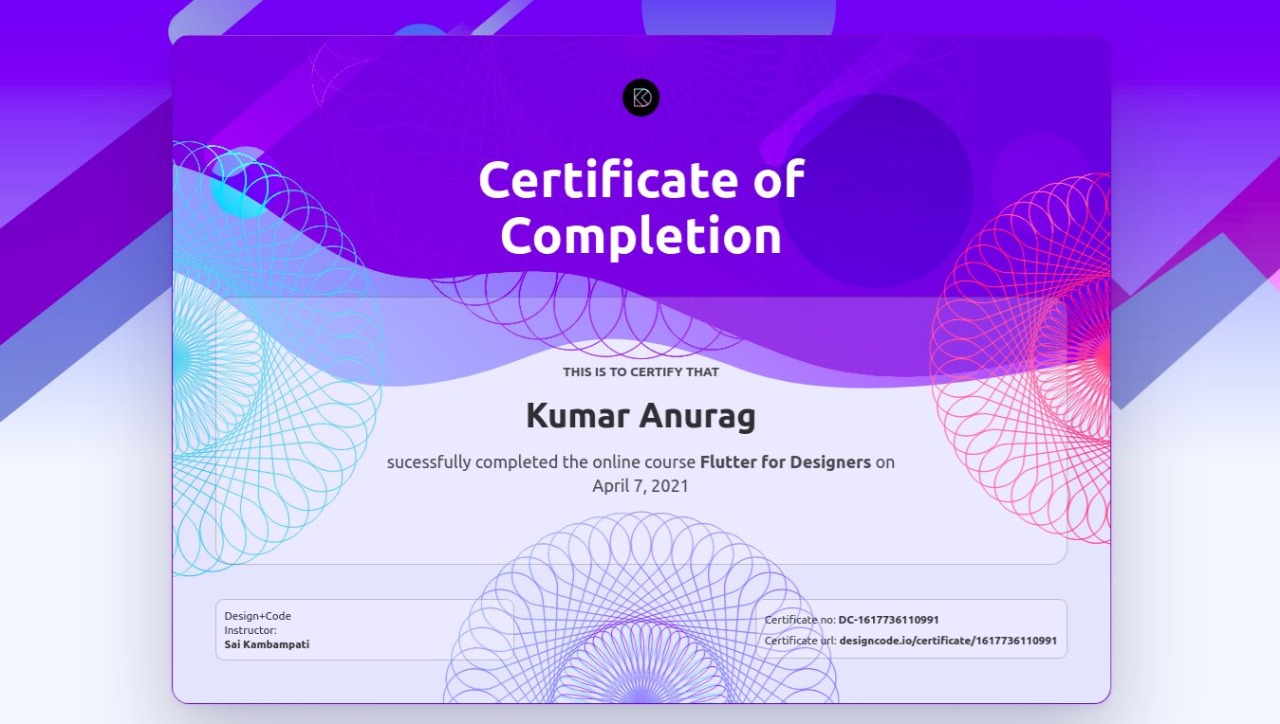 Certificate of
Completion
THIS IS TO CERTIFY THAT
Kumar Anurag
sucessfully completed the online course Flutter for Designers on
April 7, 2021
Design+Code
Instructor:
Sai Kambampati
Certificate no: DC-1617736110991
Certificate url: designcode.io/certificate/1617736110991